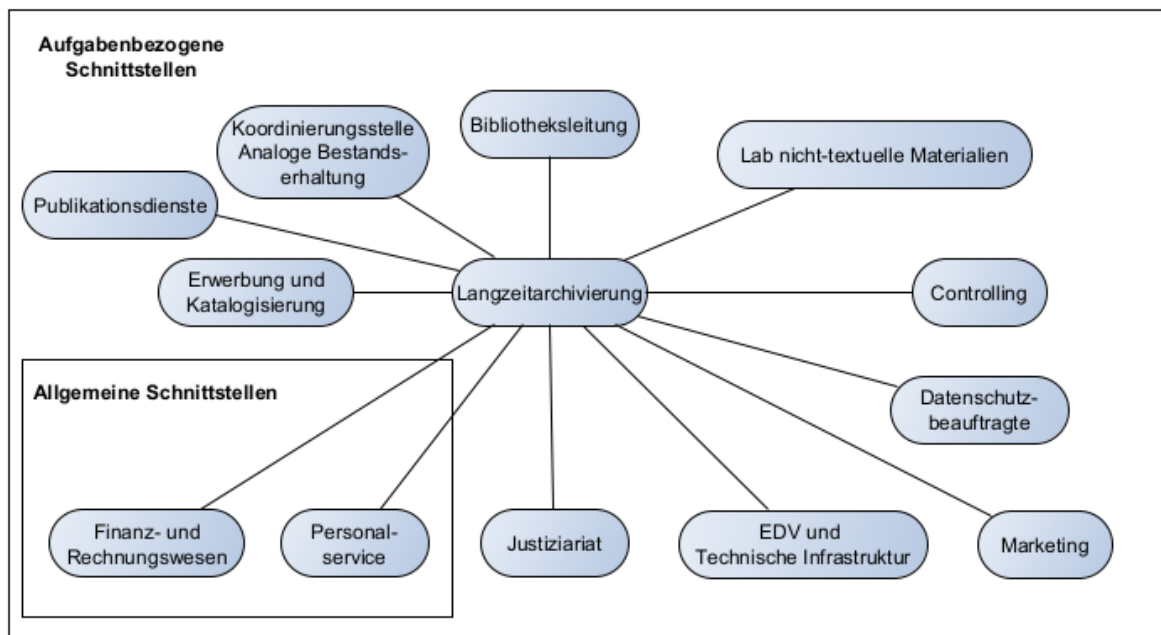 Aufgabenbezogene
Schnittstellen
Koordinierungsstelle
Analoge Bestands-
erhaltung
Bibliotheksleitung
Lab nicht-textuelle Materialien
Publikationsdienste
Erwerbung und
Katalogisierung
Langzeitarchivierung
Controlling
Allgemeine Schnittstellen
Datenschutz-
beauftragte
Finanz- und
Rechnungswesen
Personal-
service
Justiziariat
EDV und
Technische Infrastruktur
Marketing